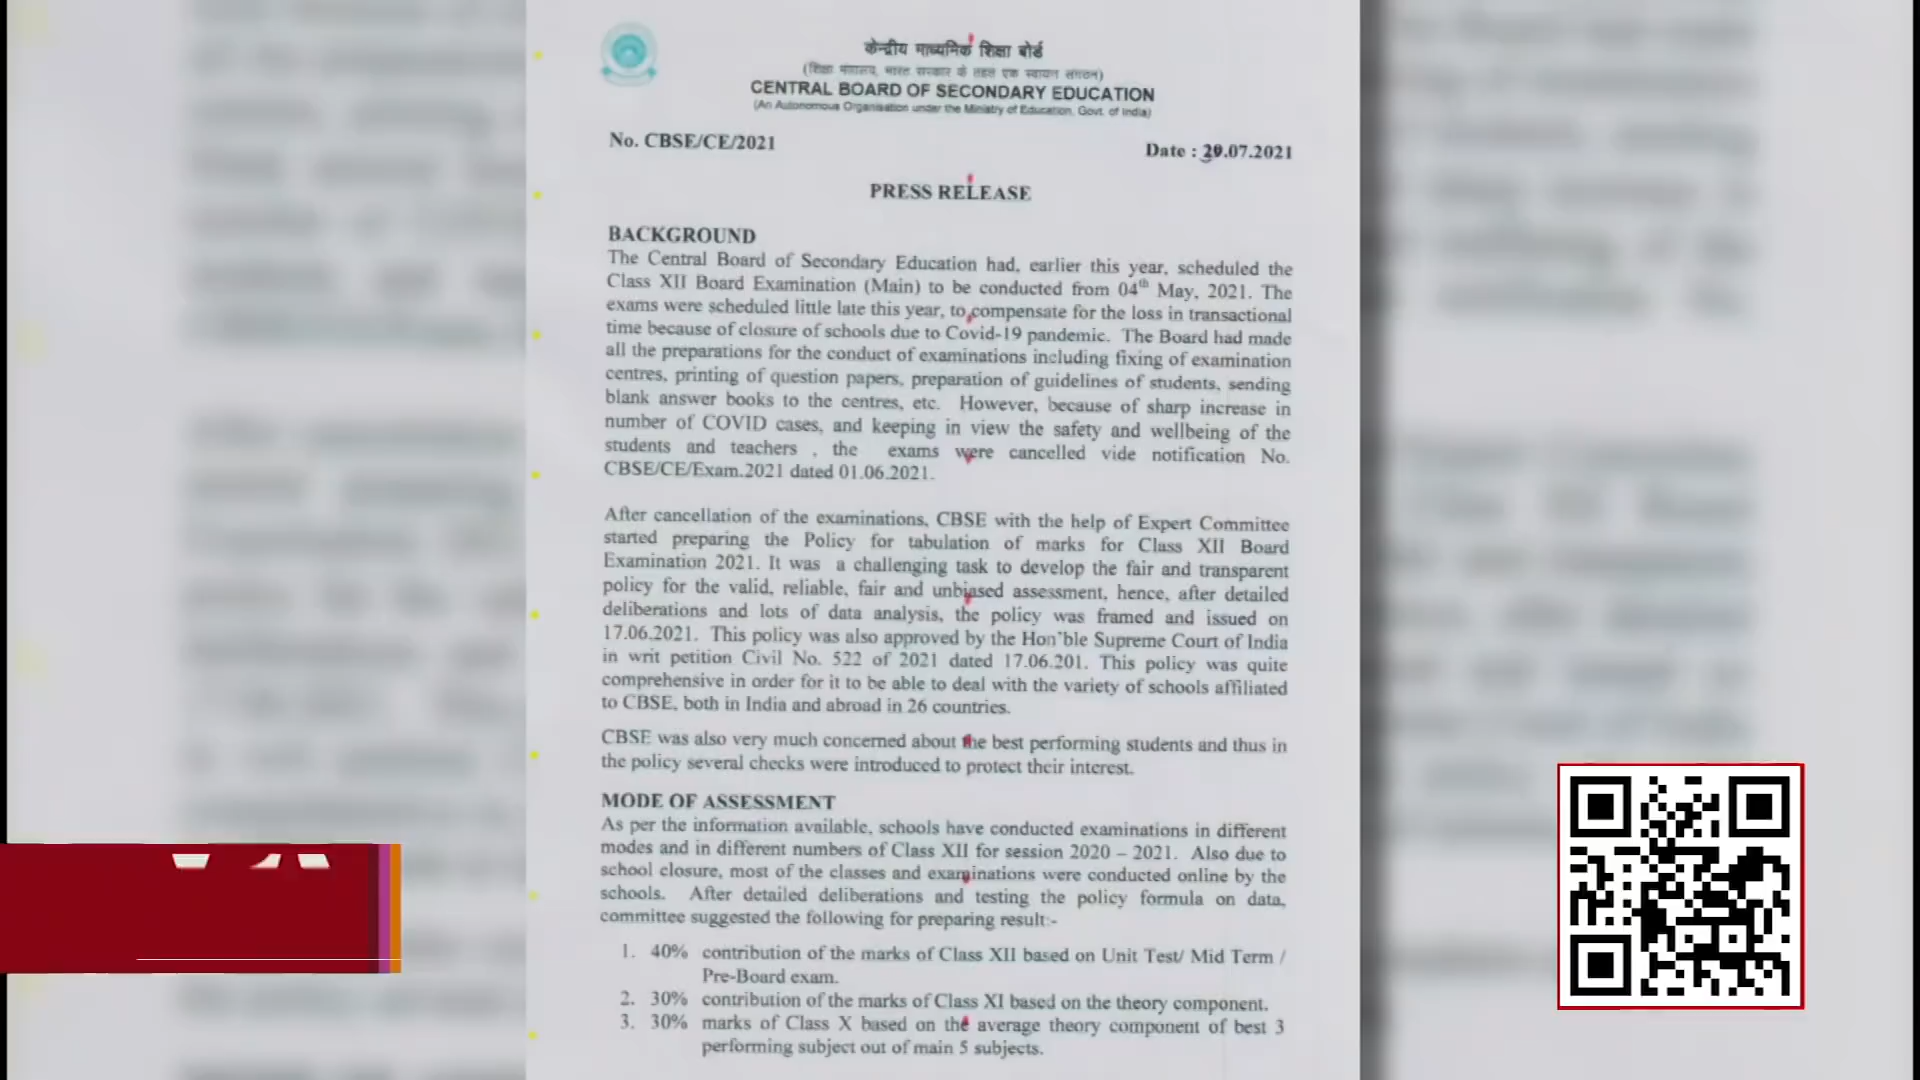 केन्द्रीय माध्यमिक शिक्षा बोर्ड
(शिक्षा मंत्रालय, भारत सरकार के तहत एक स्वायत्त संगठन)
CENTRAL BOARD OF SECONDARY EDUCATION
(An Autonomous Organisation under the Ministry of Education, Govt. of India)
No. CBSE/CE/2021
Date : 29.07.2021
PRESS RELEASE
BACKGROUND
The Central Board of Secondary Education had, earlier this year, scheduled the
Class XII Board Examination (Main) to be conducted from 04th May, 2021. The
exams were scheduled little late this year, to compensate for the loss in transactional
time because of closure of schools due to Covid-19 pandemic. The Board had made
all the preparations for the conduct of examinations including fixing of examination
centres, printing of question papers, preparation of guidelines of students, sending
blank answer books to the centres, etc. However, because of sharp increase in
number of COVID cases, and keeping in view the safety and wellbeing of the
students and teachers , the exams were cancelled vide notification No.
CBSE/CE/Exam.2021 dated 01.06.2021.
After cancellation of the examinations, CBSE with the help of Expert Committee
started preparing the Policy for tabulation of marks for Class XII Board
Examination 2021. It was a challenging task to develop the fair and transparent
policy for the valid, reliable, fair and unbiased assessment, hence, after detailed
deliberations and lots of data analysis, the policy was framed and issued on
17.06.2021. This policy was also approved by the Hon'ble Supreme Court of India
in writ petition Civil No. 522 of 2021 dated 17.06.201. This policy was quite
comprehensive in order for it to be able to deal with the variety of schools affiliated
to CBSE, both in India and abroad in 26 countries.
CBSE was also very much concerned about the best performing students and thus in
the policy several checks were introduced to protect their interest.
MODE OF ASSESSMENT
As per the information available, schools have conducted examinations in different
modes and in different numbers of Class XII for session 2020 – 2021. Also due to
school closure, most of the classes and examinations were conducted online by the
schools. After detailed deliberations and testing the policy formula on data,
committee suggested the following for preparing result:-
1. 40% contribution of the marks of Class XII based on Unit Test/ Mid Term /
Pre-Board exam.
2. 30% contribution of the marks of Class XI based on the theory component.
3. 30% marks of Class X based on the average theory component of best 3
performing subject out of main 5 subjects.